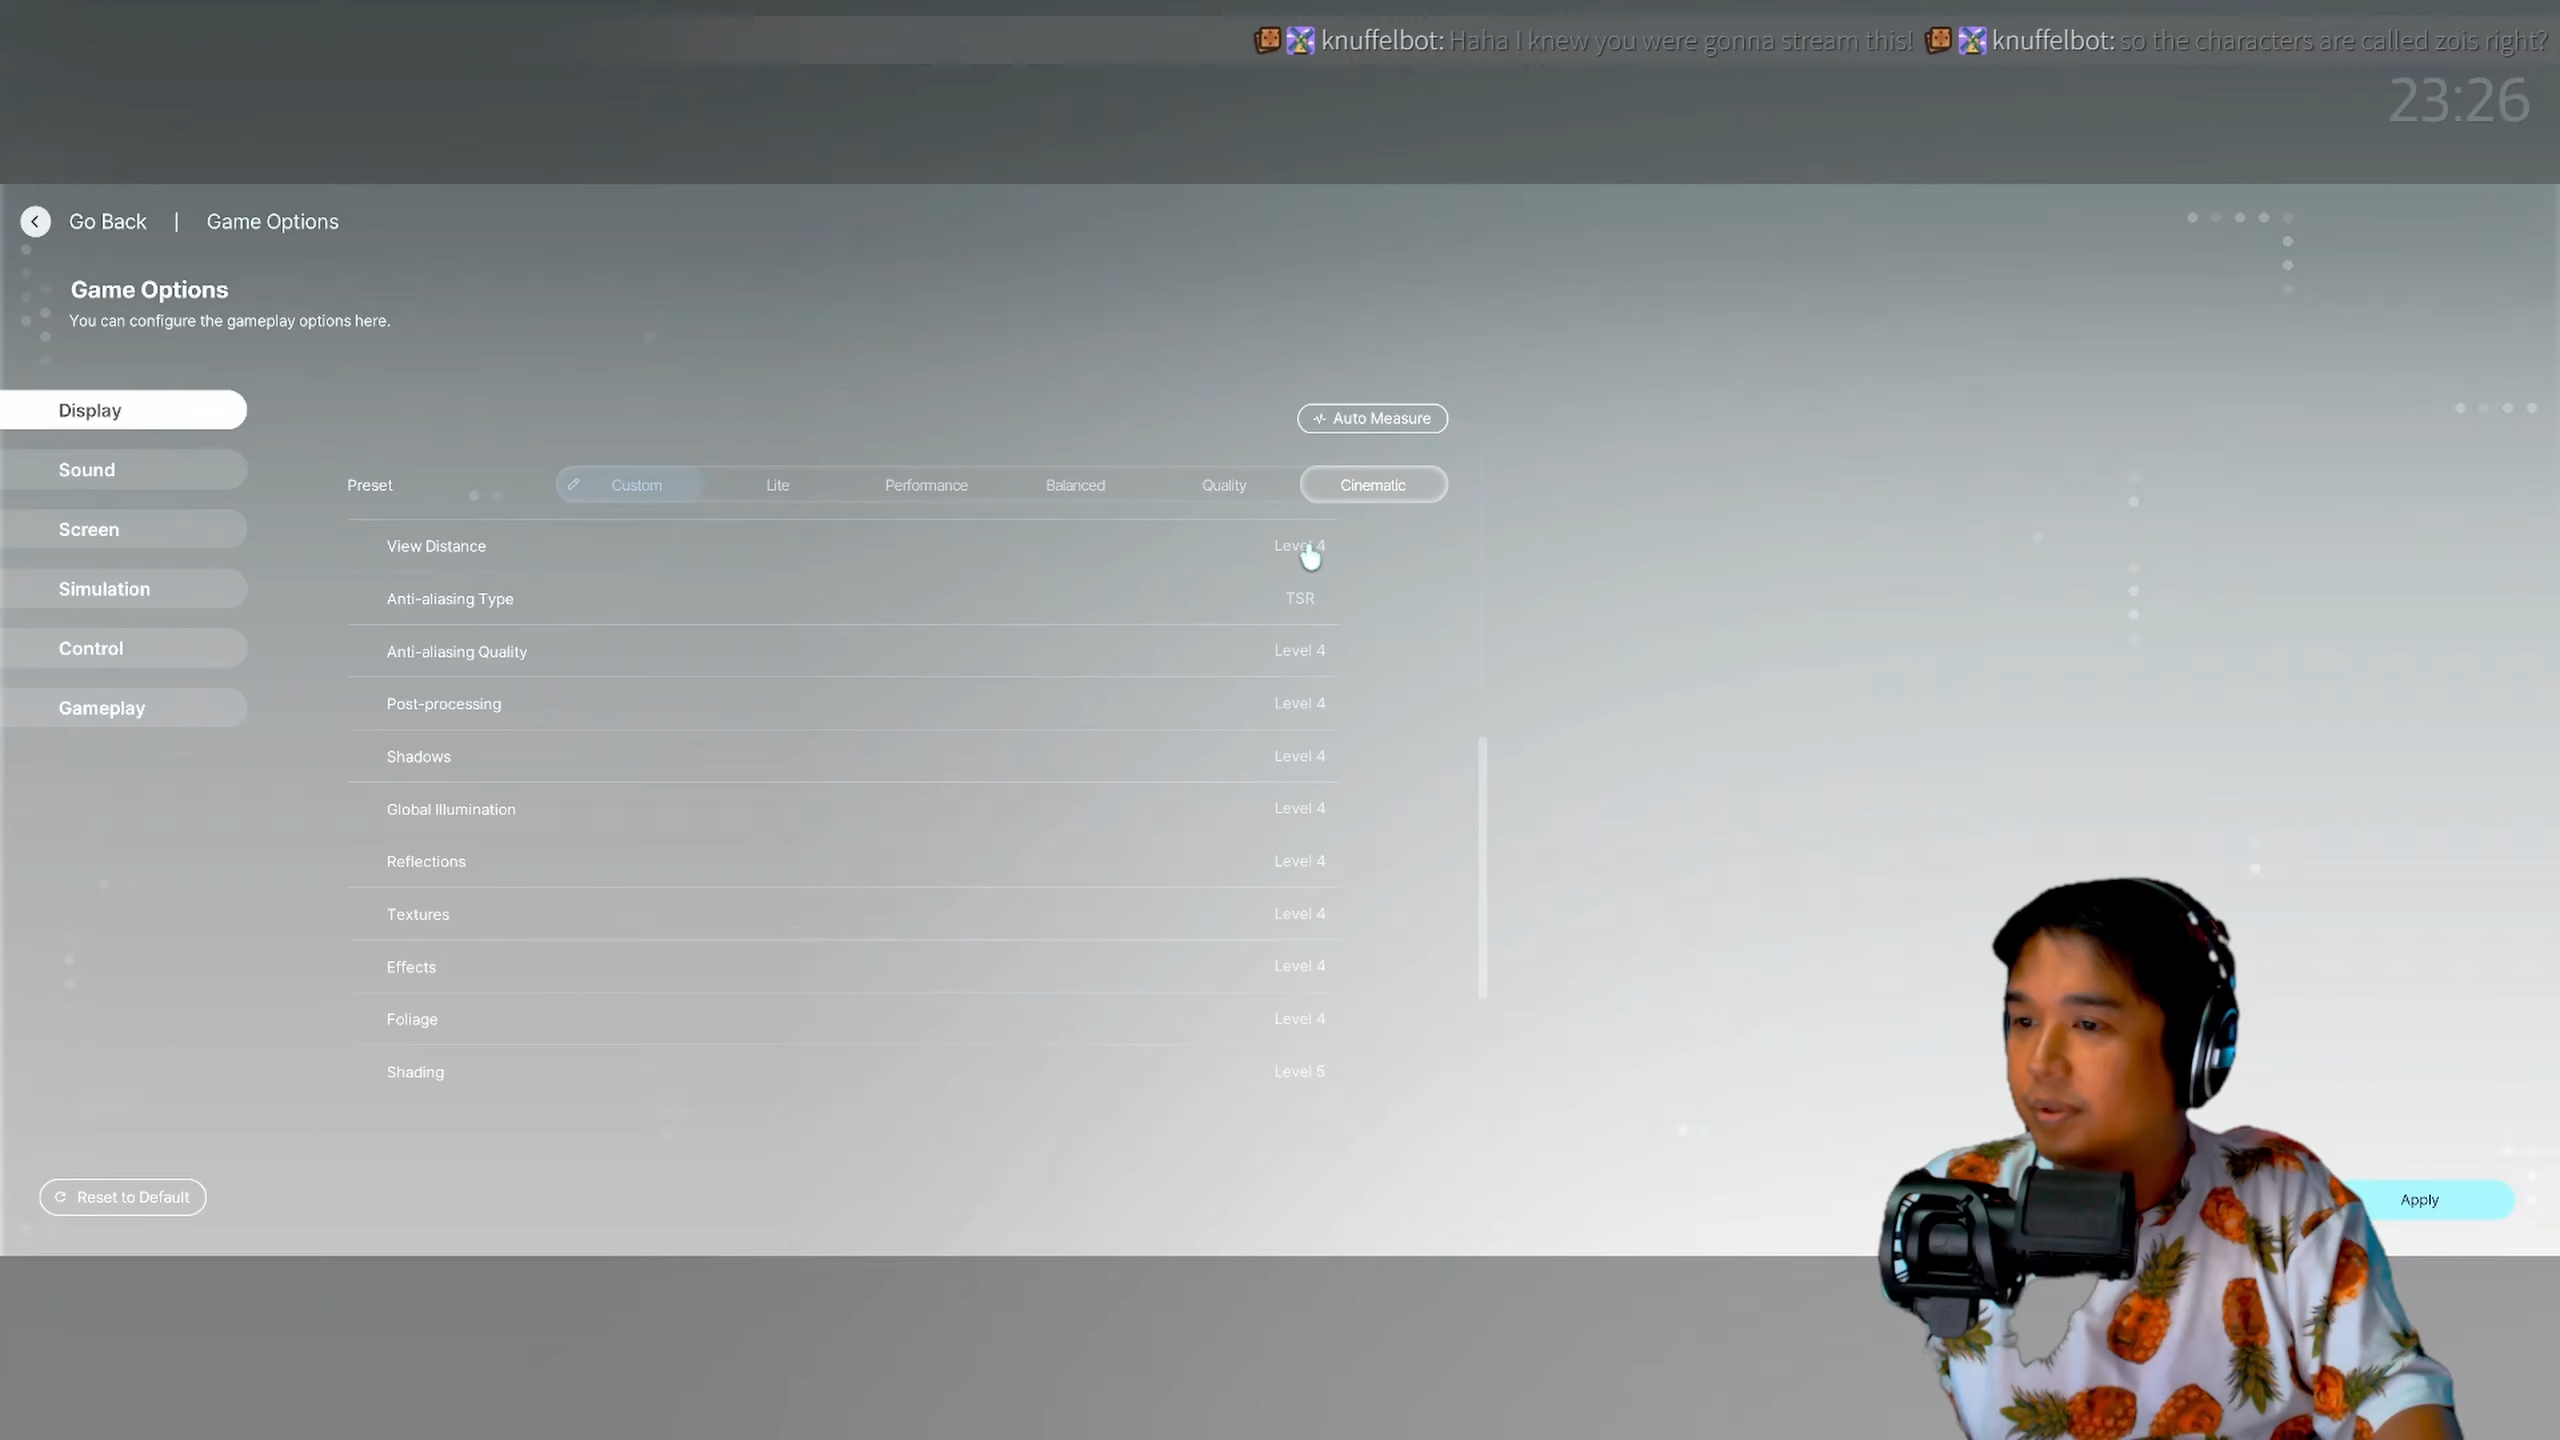 knuffelbot: Haha I knew you were gonna stream this! knuffelbot: so the characters are called zois right?
23:26
Go Back | Game Options
Game Options
You can configure the gameplay options here.
Display
Sound
Screen
Simulation
Control
Gameplay
Auto Measure
Preset Custom Lite Performance Balanced Quality Cinematic
View Distance Level 4
Anti-aliasing Type TSR
Anti-aliasing Quality Level 4
Post-processing Level 4
Shadows Level 4
Global Illumination Level 4
Reflections Level 4
Textures Level 4
Effects Level 4
Foliage Level 4
Shading Level 5
Reset to Default
Apply